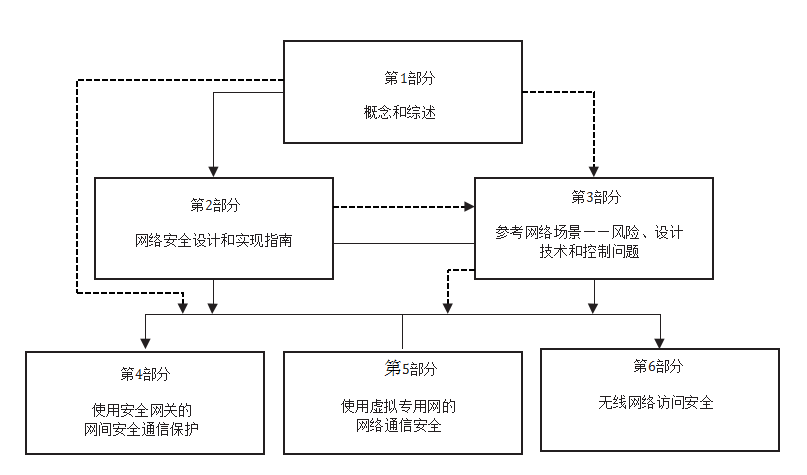 第1部分
概念和综述
第2部分
网络安全设计和实现指南
第3部分
参考网络场景——风险、设计
技术和控制问题
第4部分
使用安全网关的
网间安全通信保护
第5部分
使用虚拟专用网的
网络通信安全
第6部分
无线网络访问安全